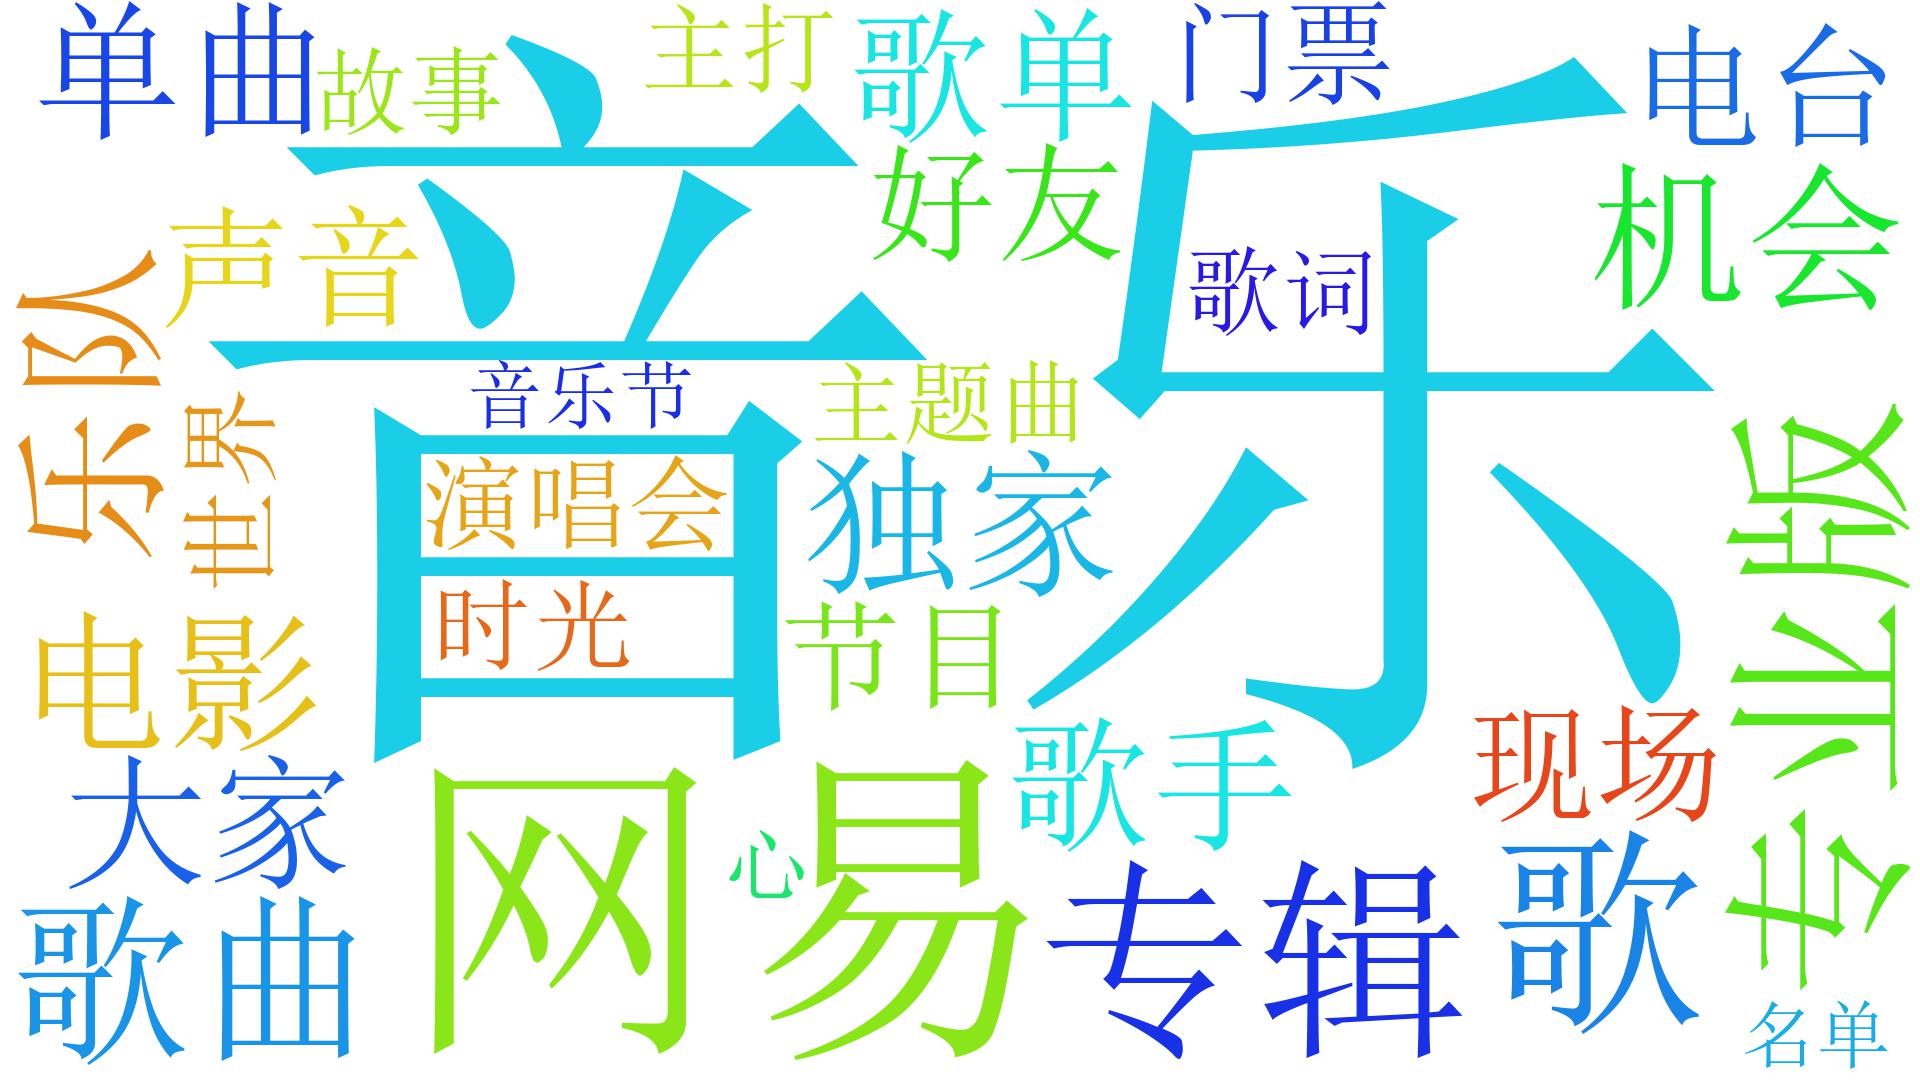 单曲
故事
主打
歌单
门票
电台
音乐
好友
机会
声音
歌词
乐队
世界
音乐节
主题曲
演唱会
独家
专业版
时光
节目
电影
歌手
现场
大家
网易
心
专辑
歌
歌曲
名单